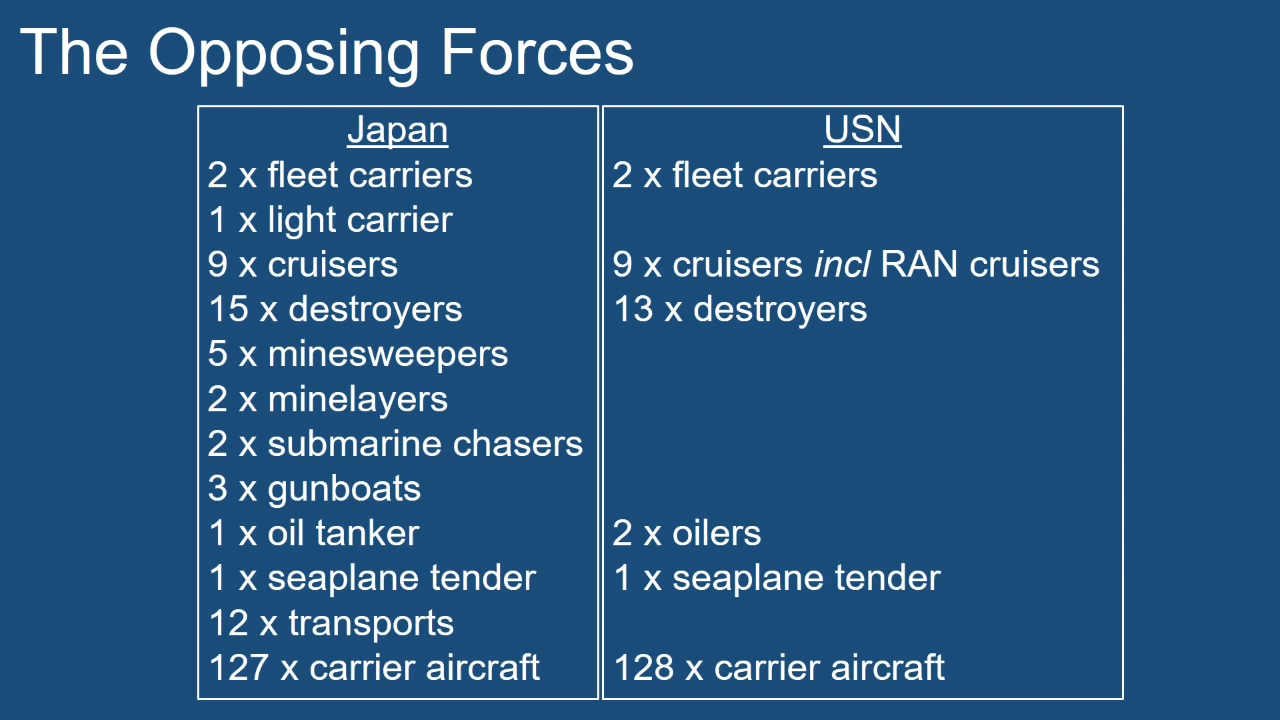 The Opposing Forces
Japan
2 x fleet carriers
1 x light carrier
9 x cruisers
15 x destroyers
5 x minesweepers
2 x minelayers
2 x submarine chasers
3 x gunboats
1 x oil tanker
1 x seaplane tender
12 x transports
127 x carrier aircraft
USN
2 x fleet carriers
9 x cruisers incl RAN cruisers
13 x destroyers
2 x oilers
1 x seaplane tender
128 x carrier aircraft